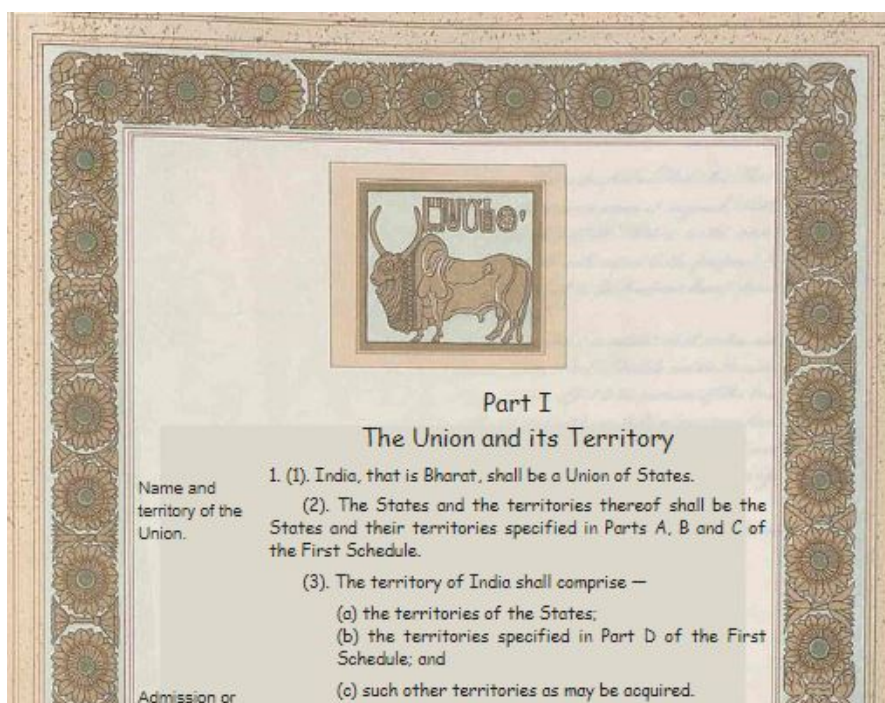 Part I
The Union and its Territory
Name and
territory of the
Union.
1. (1). India, that is Bharat, shall be a Union of States.
(2). The States and the territories thereof shall be the
States and their territories specified in Parts A, B and C of
the First Schedule.
(3). The territory of India shall comprise —
(a) the territories of the States;
(b) the territories specified in Part D of the First
Schedule; and
(c) such other territories as may be acquired.
Admission or